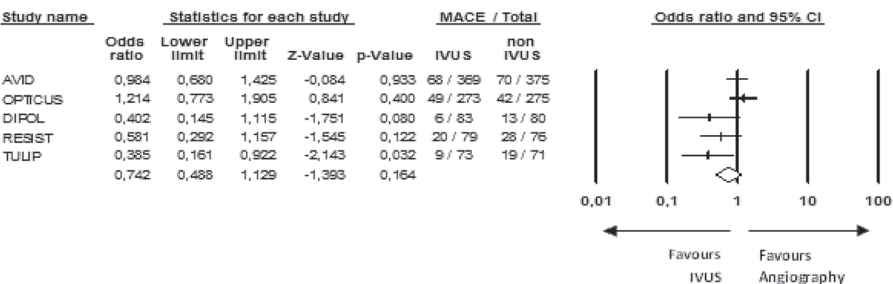 Study name Statistics for each study MACE / Total Odds ratio and 95% CI
Odds ratio Lower limit Upper limit Z-Value p-Value IVUS non IVUS
AVID 0,984 0,680 1,425 -0,084 0,933 68 / 369 70 / 375
OPTICUS 1,214 0,773 1,905 0,841 0,400 49 / 273 42 / 275
DIPOL 0,402 0,145 1,115 -1,751 0,080 6 / 83 13 / 80
RESIST 0,581 0,292 1,157 -1,545 0,122 20 / 79 28 / 76
TULIP 0,385 0,161 0,922 -2,143 0,032 9 / 73 19 / 71
0,742 0,488 1,129 -1,393 0,164
0,01 0,1 1 10 100
Favours IVUS Favours Angiography